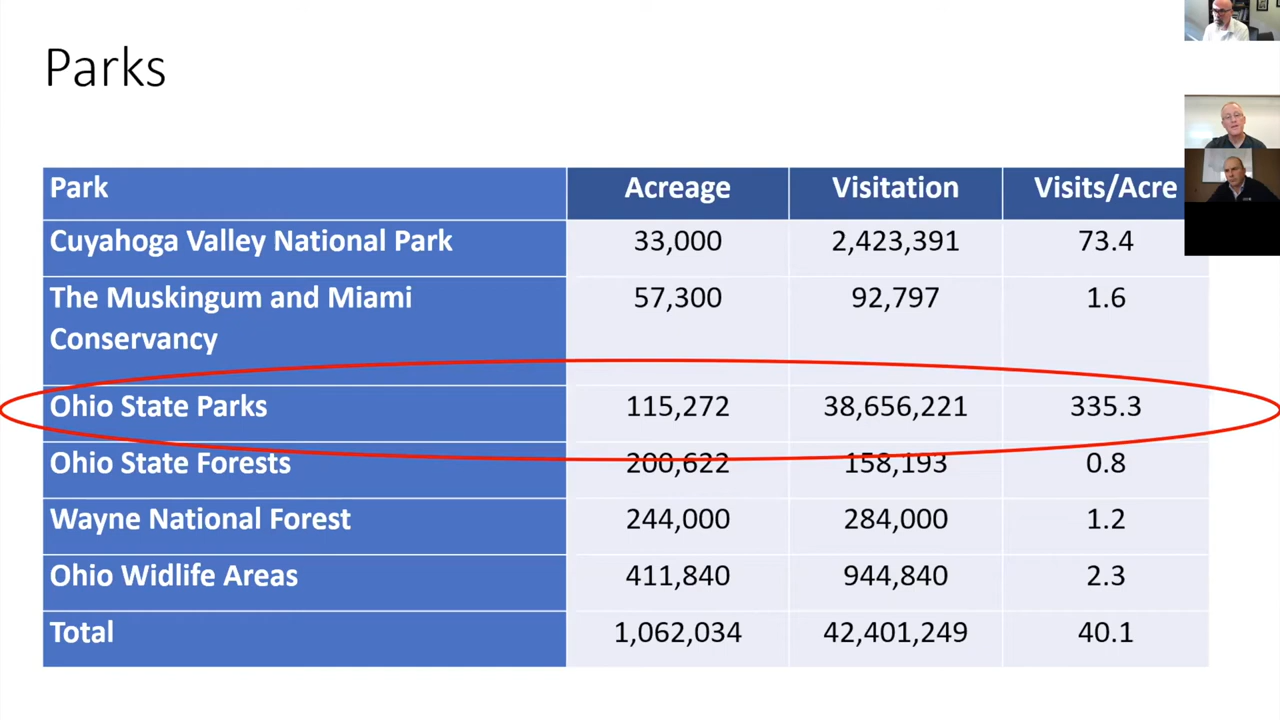 Parks
Park Acreage Visitation Visits/Acre
Cuyahoga Valley National Park 33,000 2,423,391 73.4
The Muskingum and Miami 57,300 92,797 1.6
Conservancy
Ohio State Parks 115,272 38,656,221 335.3
Ohio State Forests 200,622 158,193 0.8
Wayne National Forest 244,000 284,000 1.2
Ohio Widlife Areas 411,840 944,840 2.3
Total 1,062,034 42,401,249 40.1